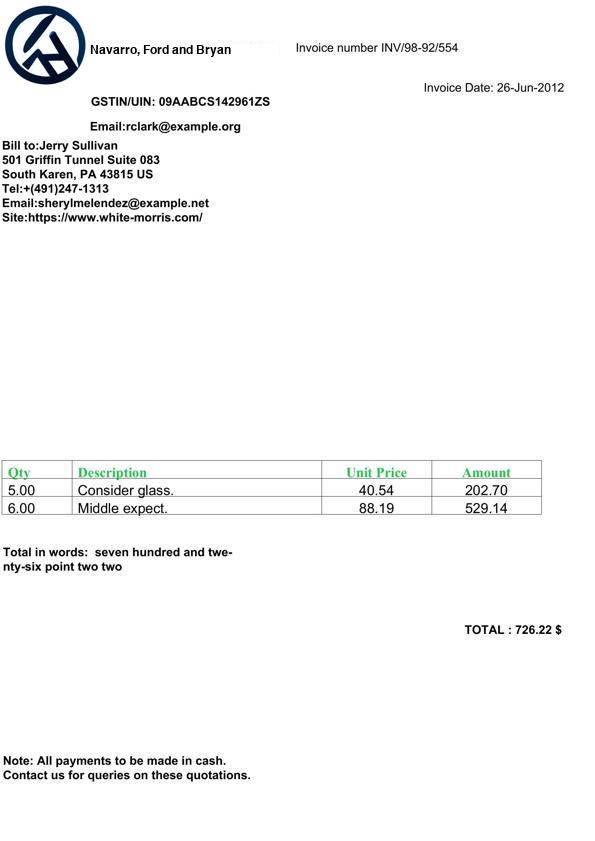 Navarro, Ford and Bryan
Invoice number INV/98-92/554
Invoice Date: 26-Jun-2012
GSTIN/UIN: 09AABCS142961ZS
Email:rclark@example.org
Bill to:Jerry Sullivan
501 Griffin Tunnel Suite 083
South Karen, PA 43815 US
Tel:+(491)247-1313
Email:sherylmelendez@example.net
Site:https://www.white-morris.com/
Qty Description Unit Price Amount
5.00 Consider glass. 40.54 202.70
6.00 Middle expect. 88.19 529.14
Total in words:  seven hundred and twe-
nty-six point two two
TOTAL : 726.22 $
Note: All payments to be made in cash.
Contact us for queries on these quotations.